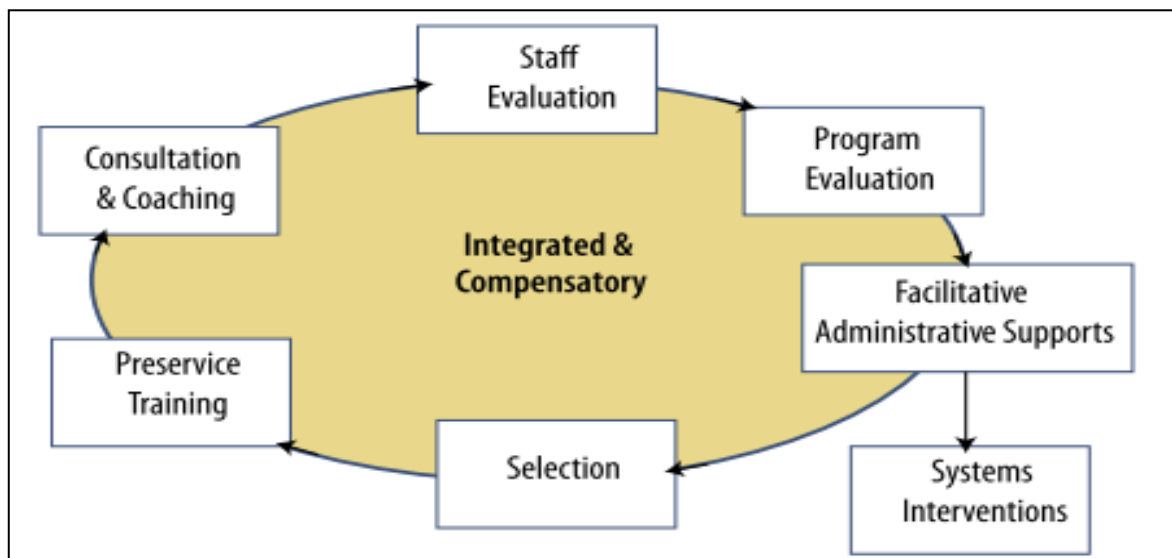 Staff
Evaluation
Program
Evaluation
Consultation
& Coaching
Integrated &
Compensatory
Facilitative
Administrative Supports
Preservice
Training
Selection
Systems
Interventions